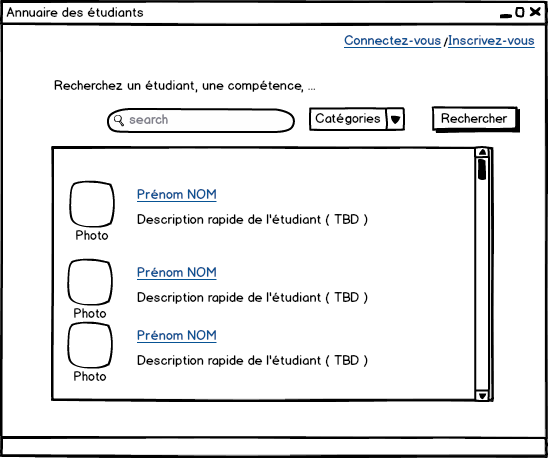 Annuaire des étudiants
Connectez-vous /Inscrivez-vous
Recherchez un étudiant, une compétence, ...
search
Catégories
Rechercher
Prénom NOM
Description rapide de l'étudiant ( TBD )
Photo
Prénom NOM
Description rapide de l'étudiant ( TBD )
Photo
Prénom NOM
Description rapide de l'étudiant ( TBD )
Photo